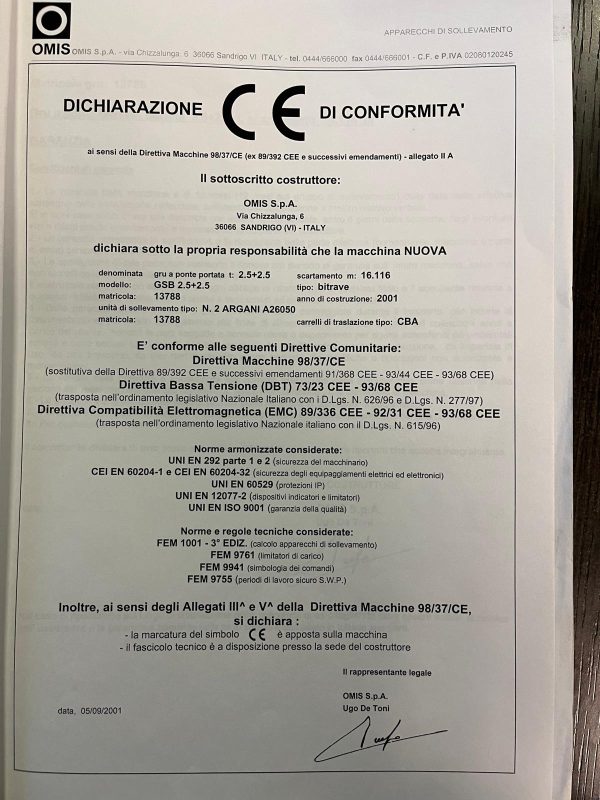 APPARECCHI DI SOLLEVAMENTO
OMIS OMIS S.p.A. - via Chizzalunga. 6 36066 Sandrigo VI ITALY - tel. 0444/666000 fax 0444/666001 - C.F. e P.IVA 02080120245
DICHIARAZIONE CE DI CONFORMITA'
ai sensi della Direttiva Macchine 98/37/CE (ex 89/392 CEE e successivi emendamenti) - allegato II A
Il sottoscritto costruttore:
OMIS S.p.A.
Via Chizzalunga, 6
36066 SANDRIGO (VI) - ITALY
dichiara sotto la propria responsabilità che la macchina NUOVA
denominata gru a ponte portata t: 2.5+2.5 scartamento m: 16.116
modello: GSB 2.5+2.5 tipo: bitrave
matricola: 13788 anno di costruzione: 2001
unità di sollevamento tipo: N. 2 ARGANI A26050
matricola: 13788 carrelli di traslazione tipo: CBA
E' conforme alle seguenti Direttive Comunitarie:
Direttiva Macchine 98/37/CE
(sostitutiva della Direttiva 89/392 CEE e successivi emendamenti 91/368 CEE - 93/44 CEE - 93/68 CEE)
Direttiva Bassa Tensione (DBT) 73/23 CEE - 93/68 CEE
(trasposta nell'ordinamento legislativo Nazionale Italiano con i D.Lgs. N. 626/96 e D.Lgs. N. 277/97)
Direttiva Compatibilità Elettromagnetica (EMC) 89/336 CEE - 92/31 CEE - 93/68 CEE
(trasposta nell'ordinamento legislativo Nazionale italiano con il D.Lgs. N. 615/96)
Norme armonizzate considerate:
UNI EN 292 parte 1 e 2 (sicurezza del macchinario)
CEI EN 60204-1 e CEI EN 60204-32 (sicurezza degli equipaggiamenti elettrici ed elettronici)
UNI EN 60529 (protezioni IP)
UNI EN 12077-2 (dispositivi indicatori e limitatori)
UNI EN ISO 9001 (garanzia della qualità)
Norme e regole tecniche considerate:
FEM 1001 - 3° EDIZ. (calcolo apparecchi di sollevamento)
FEM 9761 (limitatori di carico)
FEM 9941 (simbologia dei comandi)
FEM 9755 (periodi di lavoro sicuro S.W.P.)
Inoltre, ai sensi degli Allegati III^ e V^ della Direttiva Macchine 98/37/CE,
si dichiara :
- la marcatura del simbolo CE è apposta sulla macchina
- il fascicolo tecnico è a disposizione presso la sede del costruttore
Il rappresentante legale
OMIS S.p.A.
Ugo De Toni
data, 05/09/2001